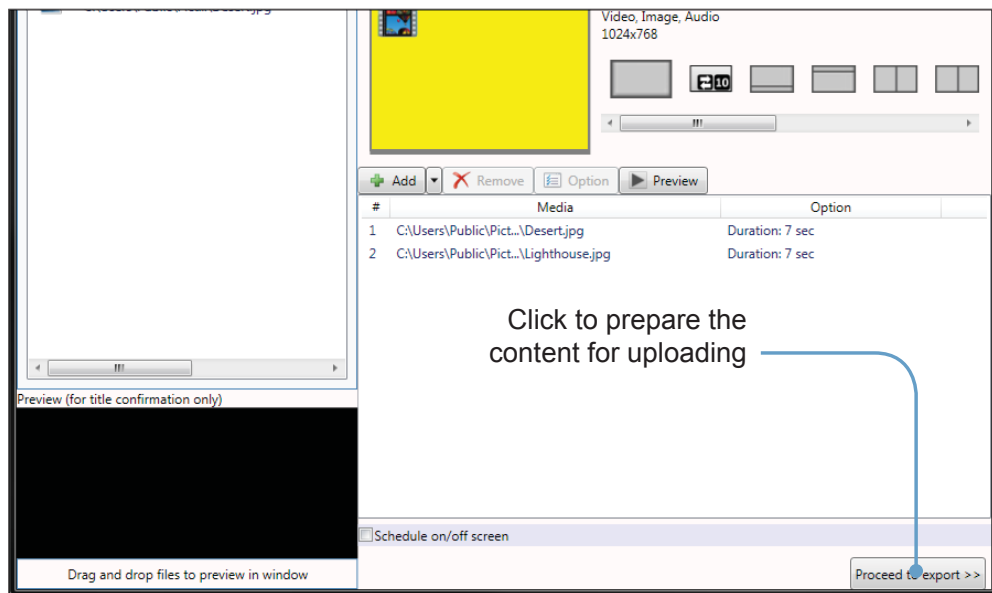 Video, Image, Audio
1024x768
10
Add
Remove
Option
Preview
# Media Option
1 C:\Users\Public\Pict...\Desert.jpg Duration: 7 sec
2 C:\Users\Public\Pict...\Lighthouse.jpg Duration: 7 sec
Click to prepare the
content for uploading
Preview (for title confirmation only)
Schedule on/off screen
Drag and drop files to preview in window
Proceed to export >>